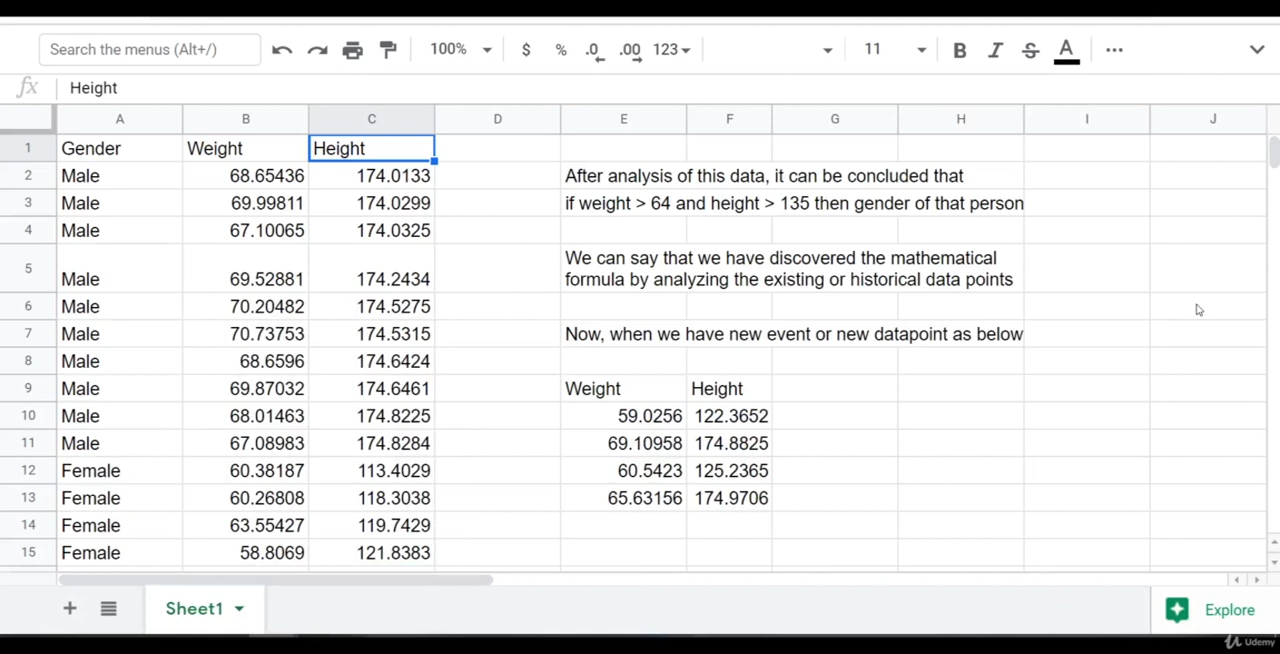 Search the menus (Alt+/) 100% $ % .0 .00 123 11 B I S A ...
fx Height
A B C D E F G H I J
1 Gender Weight Height
2 Male 68.65436 174.0133 After analysis of this data, it can be concluded that
3 Male 69.99811 174.0299 if weight > 64 and height > 135 then gender of that person
4 Male 67.10065 174.0325
We can say that we have discovered the mathematical
5 Male 69.52881 174.2434 formula by analyzing the existing or historical data points
6 Male 70.20482 174.5275
7 Male 70.73753 174.5315 Now, when we have new event or new datapoint as below
8 Male 68.6596 174.6424
9 Male 69.87032 174.6461 Weight Height
10 Male 68.01463 174.8225 59.0256 122.3652
11 Male 67.08983 174.8284 69.10958 174.8825
12 Female 60.38187 113.4029 60.5423 125.2365
13 Female 60.26808 118.3038 65.63156 174.9706
14 Female 63.55427 119.7429
15 Female 58.8069 121.8383
+ Sheet1 Explore
Udemy